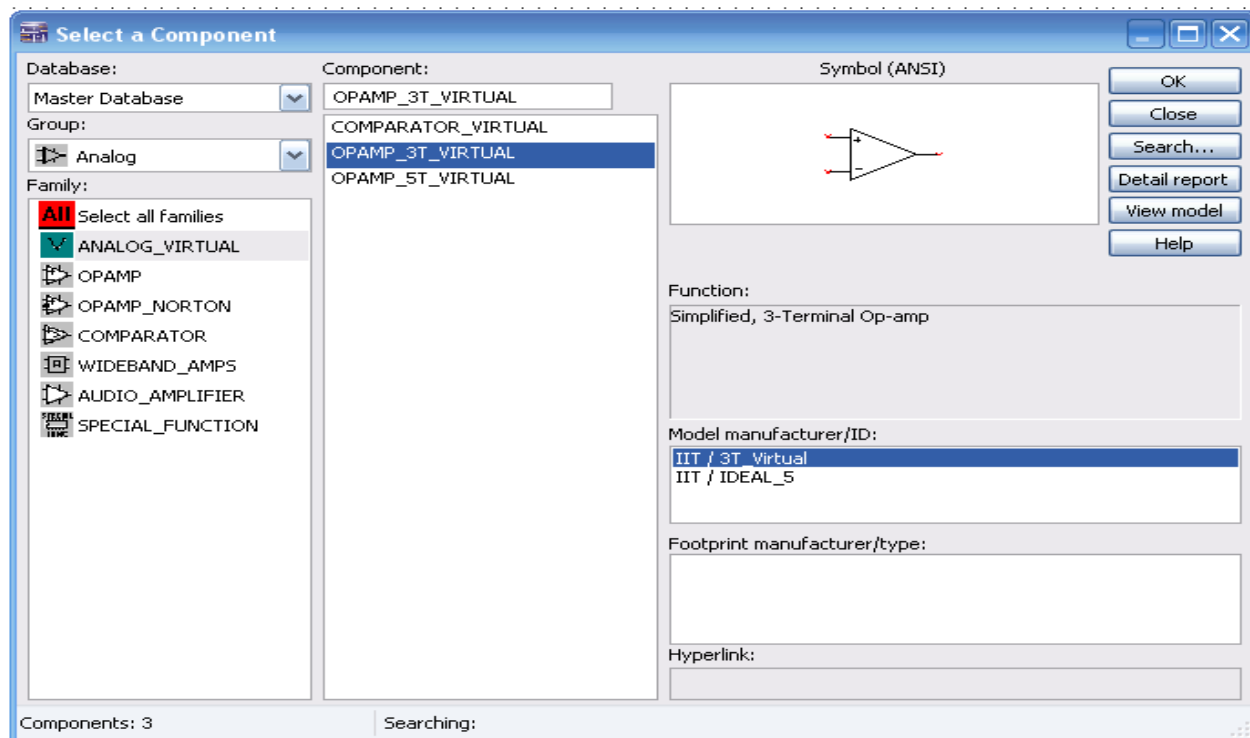 Select a Component
Database:
Master Database
Group:
Analog
Family:
All Select all families
ANALOG_VIRTUAL
OPAMP
OPAMP_NORTON
COMPARATOR
WIDEBAND_AMPS
AUDIO_AMPLIFIER
SPECIAL_FUNCTION
Component:
OPAMP_3T_VIRTUAL
COMPARATOR_VIRTUAL
OPAMP_3T_VIRTUAL
OPAMP_5T_VIRTUAL
Symbol (ANSI)
+
−
OK
Close
Search...
Detail report
View model
Help
Function:
Simplified, 3-Terminal Op-amp
Model manufacturer/ID:
IIT / 3T_Virtual
IIT / IDEAL_5
Footprint manufacturer/type:
Hyperlink:
Components: 3
Searching: